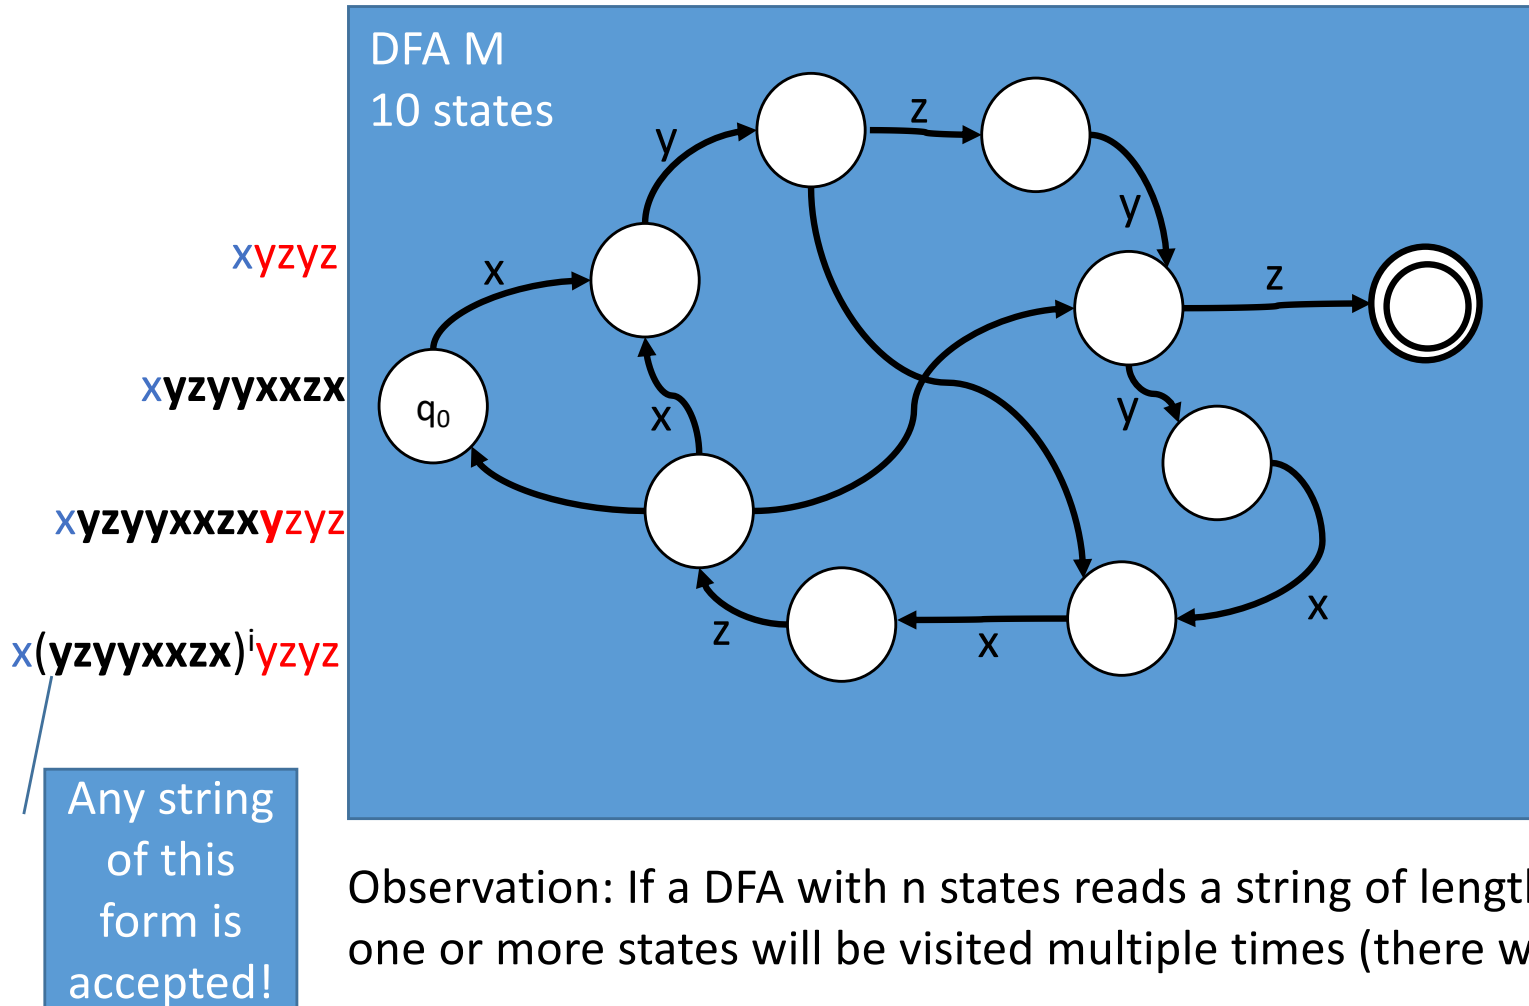 DFA M
10 states
y
z
y
x
z
x
y
q₀
x
z
x
xyzyz
xyzyyxxzx
xyzyyxxzxyzyz
x(yzyyxxzx)ⁱyzyz
Any string
of this
form is
accepted!
Observation: If a DFA with n states reads a string of
one or more states will be visited multiple times (there